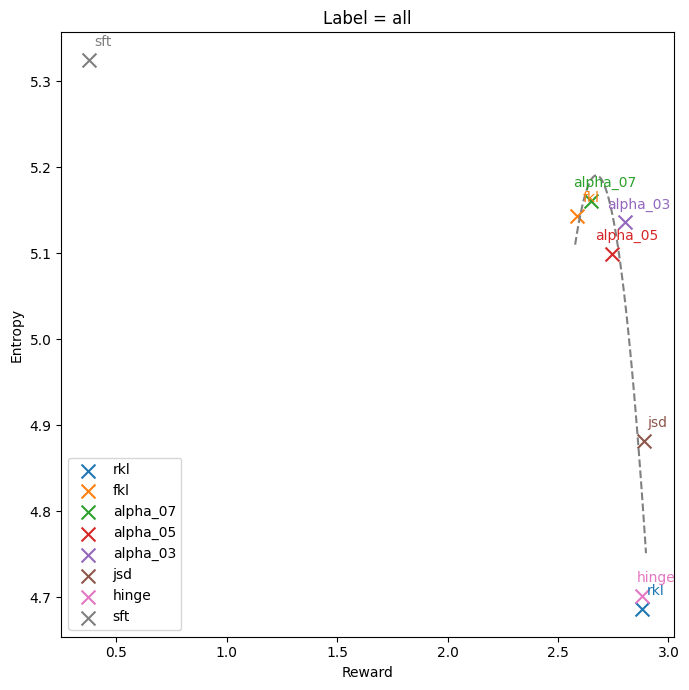 Label = all
sft
5.3
5.2
alpha_07
fkl
alpha_03
alpha_05
5.1
5.0
Entropy
4.9
jsd
4.8
4.7
hinge
rkl
rkl
fkl
alpha_07
alpha_05
alpha_03
jsd
hinge
sft
0.5
1.0
1.5
2.0
2.5
3.0
Reward